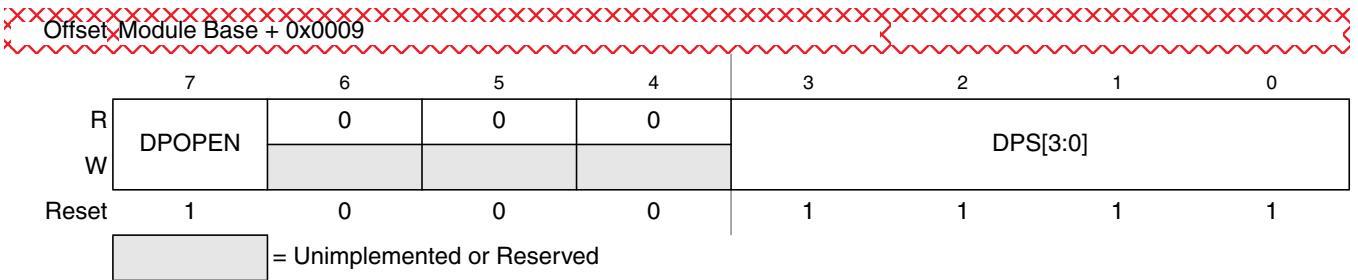 Offset Module Base + 0x0009
7 6 5 4 3 2 1 0
R DPOPEN 0 0 0 DPS[3:0]
W
Reset 1 0 0 0 1 1 1 1
= Unimplemented or Reserved